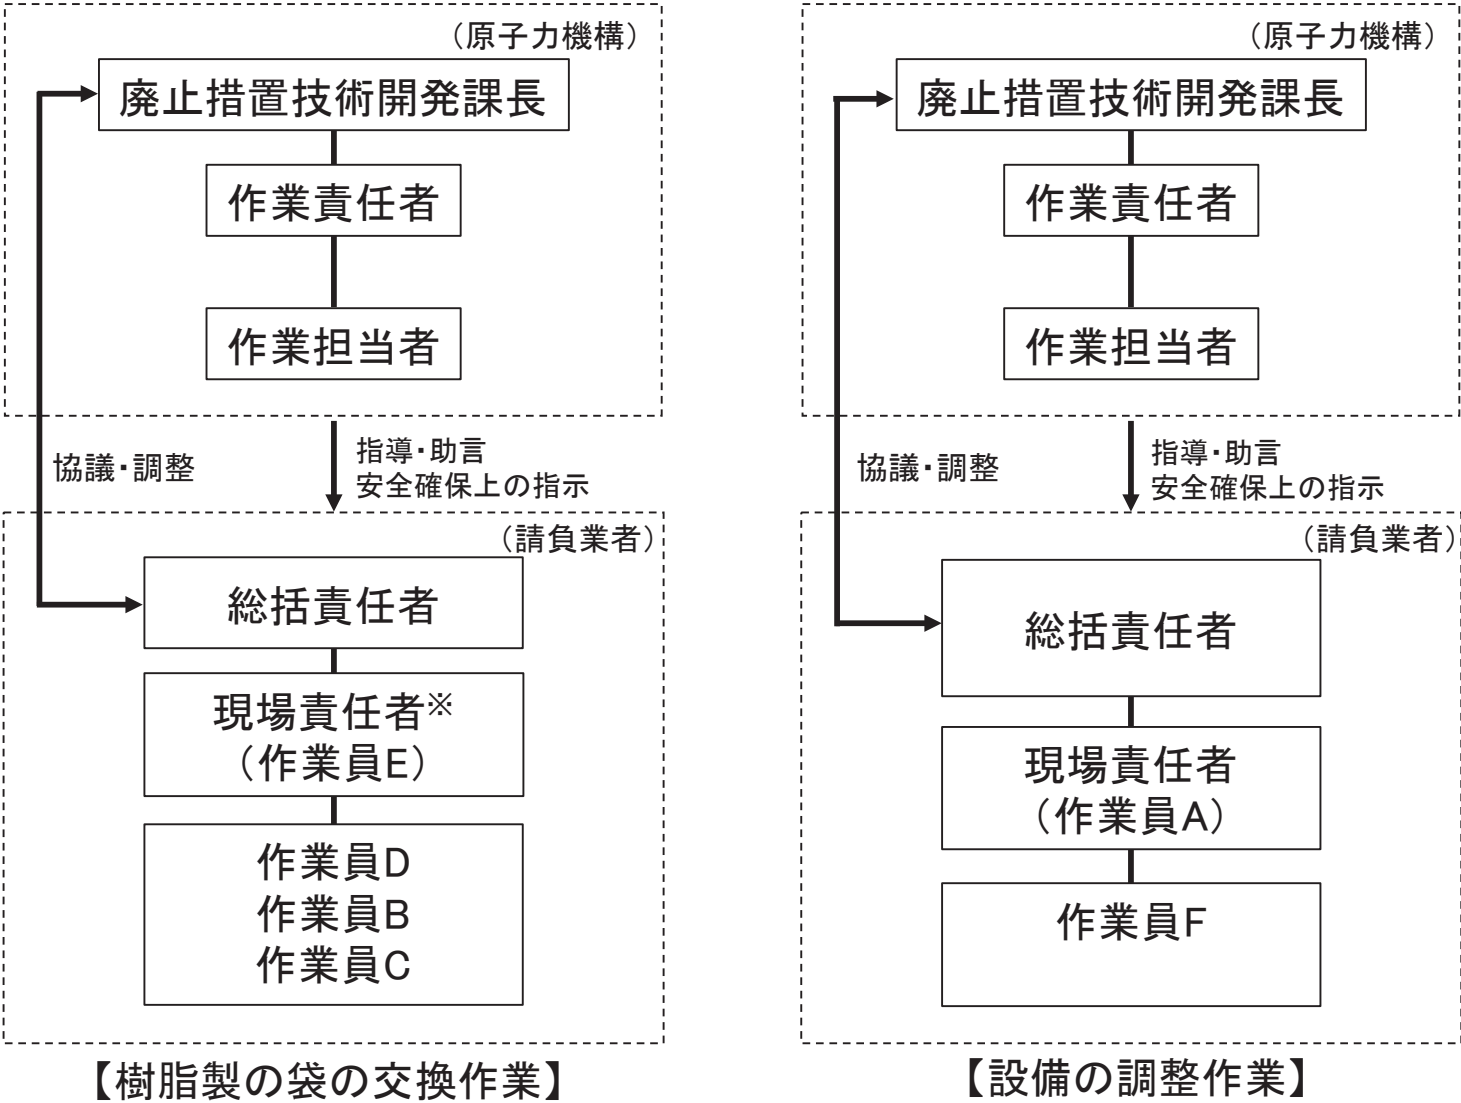 （原子力機構）
廃止措置技術開発課長
作業責任者
作業担当者
協議・調整
指導・助言
安全確保上の指示
（請負業者）
総括責任者
現場責任者※
（作業員E）
作業員D
作業員B
作業員C
【樹脂製の袋の交換作業】
（原子力機構）
廃止措置技術開発課長
作業責任者
作業担当者
協議・調整
指導・助言
安全確保上の指示
（請負業者）
総括責任者
現場責任者
（作業員A）
作業員F
【設備の調整作業】